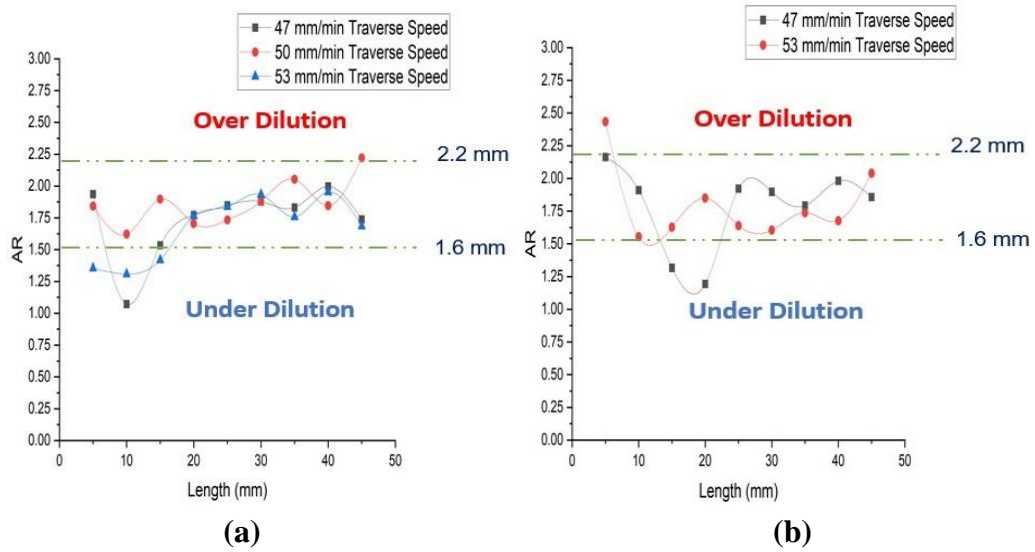 47 mm/min Traverse Speed
50 mm/min Traverse Speed
53 mm/min Traverse Speed
3.00
2.75
2.50
2.25
2.00
1.75
1.50
1.25
1.00
0.75
0.50
0.25
0.00
AR
Over Dilution
2.2 mm
1.6 mm
Under Dilution
0
10
20
30
40
50
Length (mm)
(a)
47 mm/min Traverse Speed
53 mm/min Traverse Speed
3.00
2.75
2.50
2.25
2.00
1.75
1.50
1.25
1.00
0.75
0.50
0.25
0.00
AR
Over Dilution
2.2 mm
1.6 mm
Under Dilution
0
10
20
30
40
50
Length (mm)
(b)